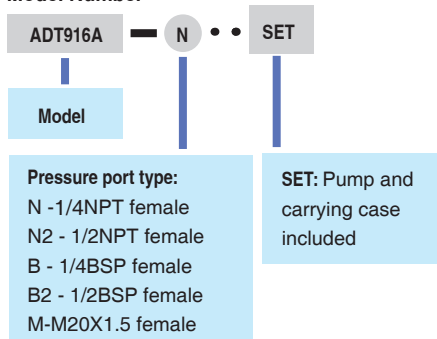 Model Number
ADT916A — N • • SET
Model
Pressure port type:
N -1/4NPT female
N2 - 1/2NPT female
B - 1/4BSP female
B2 - 1/2BSP female
M-M20X1.5 female
SET: Pump and
carrying case
included